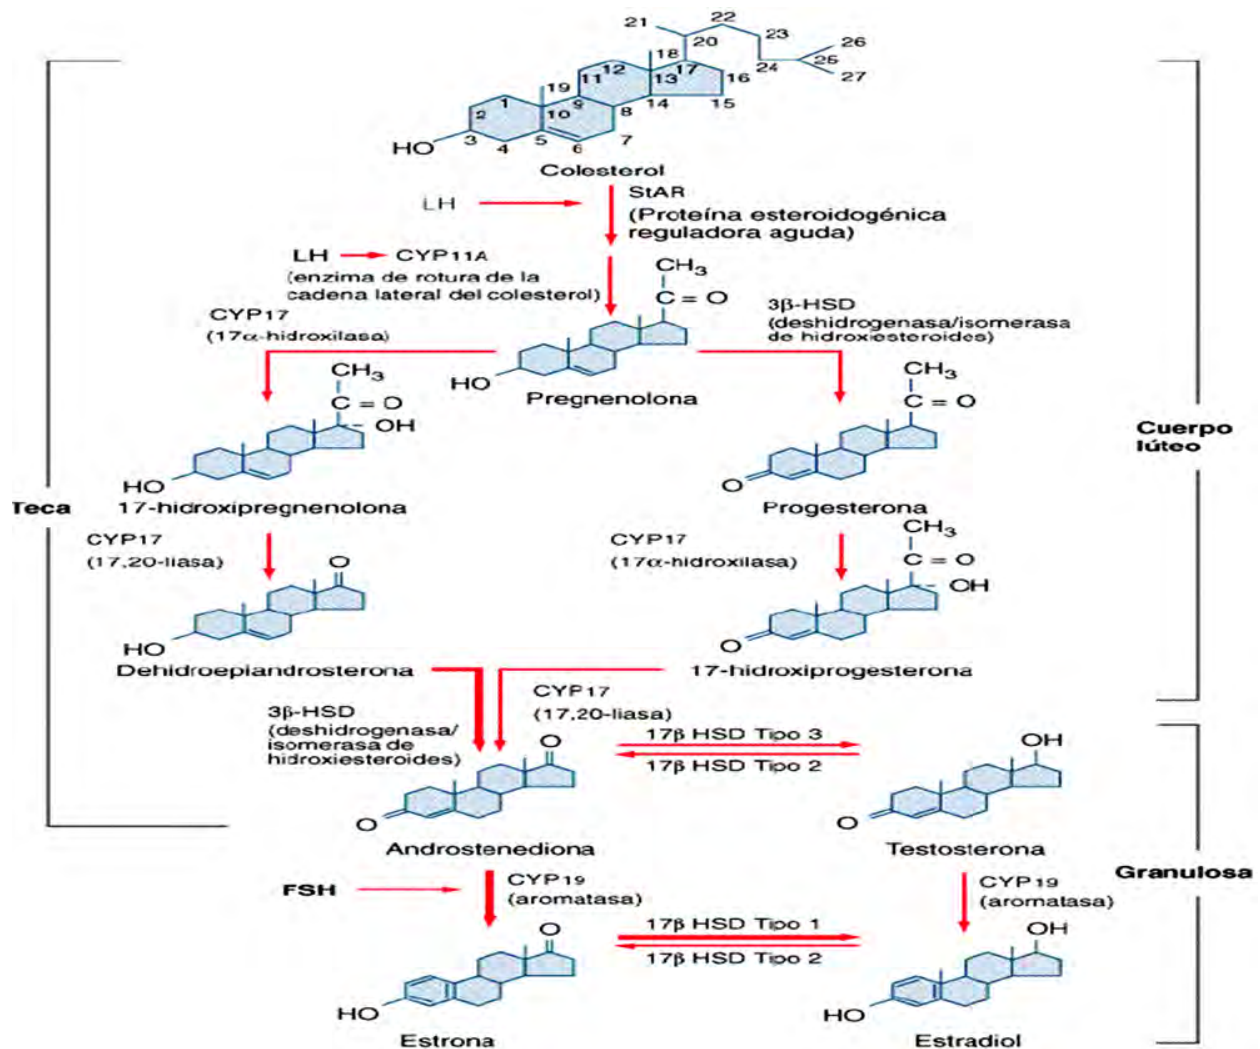 21
22
20
23
18
24
26
25
27
12
17
11
13
16
19
1
9
14
15
2
10
8
HO
3
4
5
6
7
Colesterol
LH
StAR
(Proteína esteroidogénica
reguladora aguda)
LH
CYP11A
(enzima de rotura de la
cadena lateral del colesterol)
CH3
C = O
HO
Pregnenolona
CYP17
(17α-hidroxilasa)
3β-HSD
(deshidrogenasa/isomerasa
de hidroxiesteroides)
CH3
C = O
OH
HO
17-hidroxipregnenolona
CH3
C = O
O
Progesterona
Cuerpo
lúteo
Teca
CYP17
(17,20-liasa)
O
HO
Dehidroepiandrosterona
CYP17
(17α-hidroxilasa)
CH3
C = O
OH
O
17-hidroxiprogesterona
3β-HSD
(deshidrogenasa/
isomerasa de
hidroxiesteroides)
CYP17
(17,20-liasa)
O
O
Androstenediona
17β HSD Tipo 3
17β HSD Tipo 2
OH
O
Testosterona
Granulosa
FSH
CYP19
(aromatasa)
CYP19
(aromatasa)
O
HO
Estrona
17β HSD Tipo 1
17β HSD Tipo 2
OH
HO
Estradiol